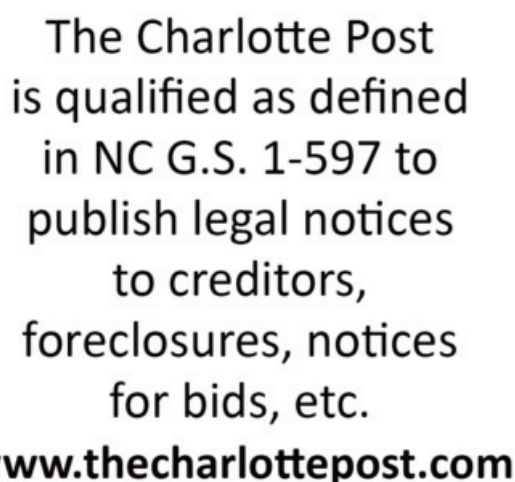 The Charlotte Post
is qualified as defined
in NC G.S. 1-597 to
publish legal notices
to creditors,
foreclosures, notices
for bids, etc.
ww.thecharlottepost.com